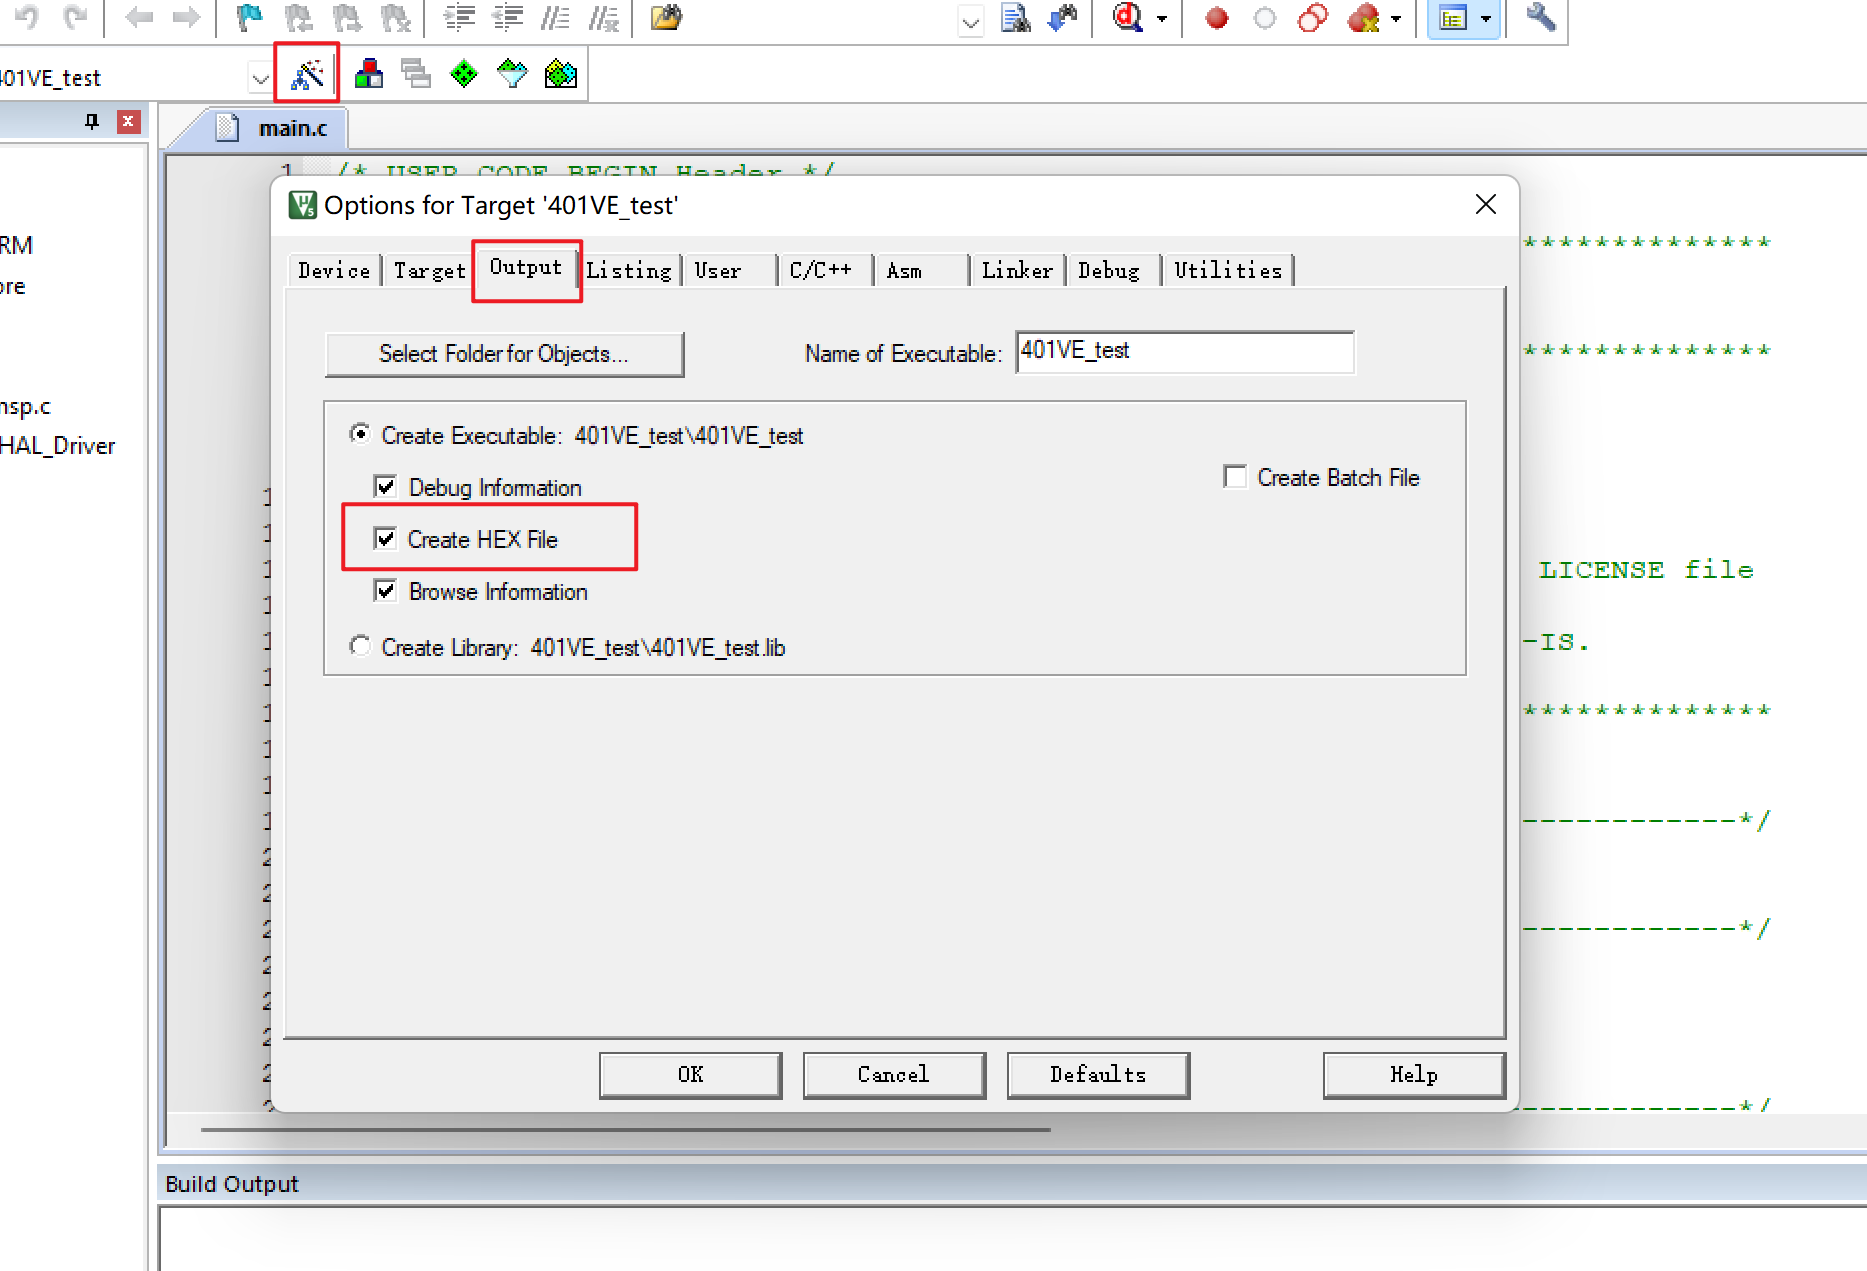 401VE_test
main.c
1 /* USER CODE BEGIN Header */
Options for Target '401VE_test'
Device Target Output Listing User C/C++ Asm Linker Debug Utilities
**************
RM
ore
Select Folder for Objects... Name of Executable: 401VE_test
**************
msp.c
HAL_Driver
Create Executable: 401VE_test\401VE_test
Debug Information
Create Batch File
Create HEX File
Browse Information
LICENSE file
Create Library: 401VE_test\401VE_test.lib
-IS.
**************
------------*/
------------*/
OK Cancel Defaults Help
------------*/
Build Output